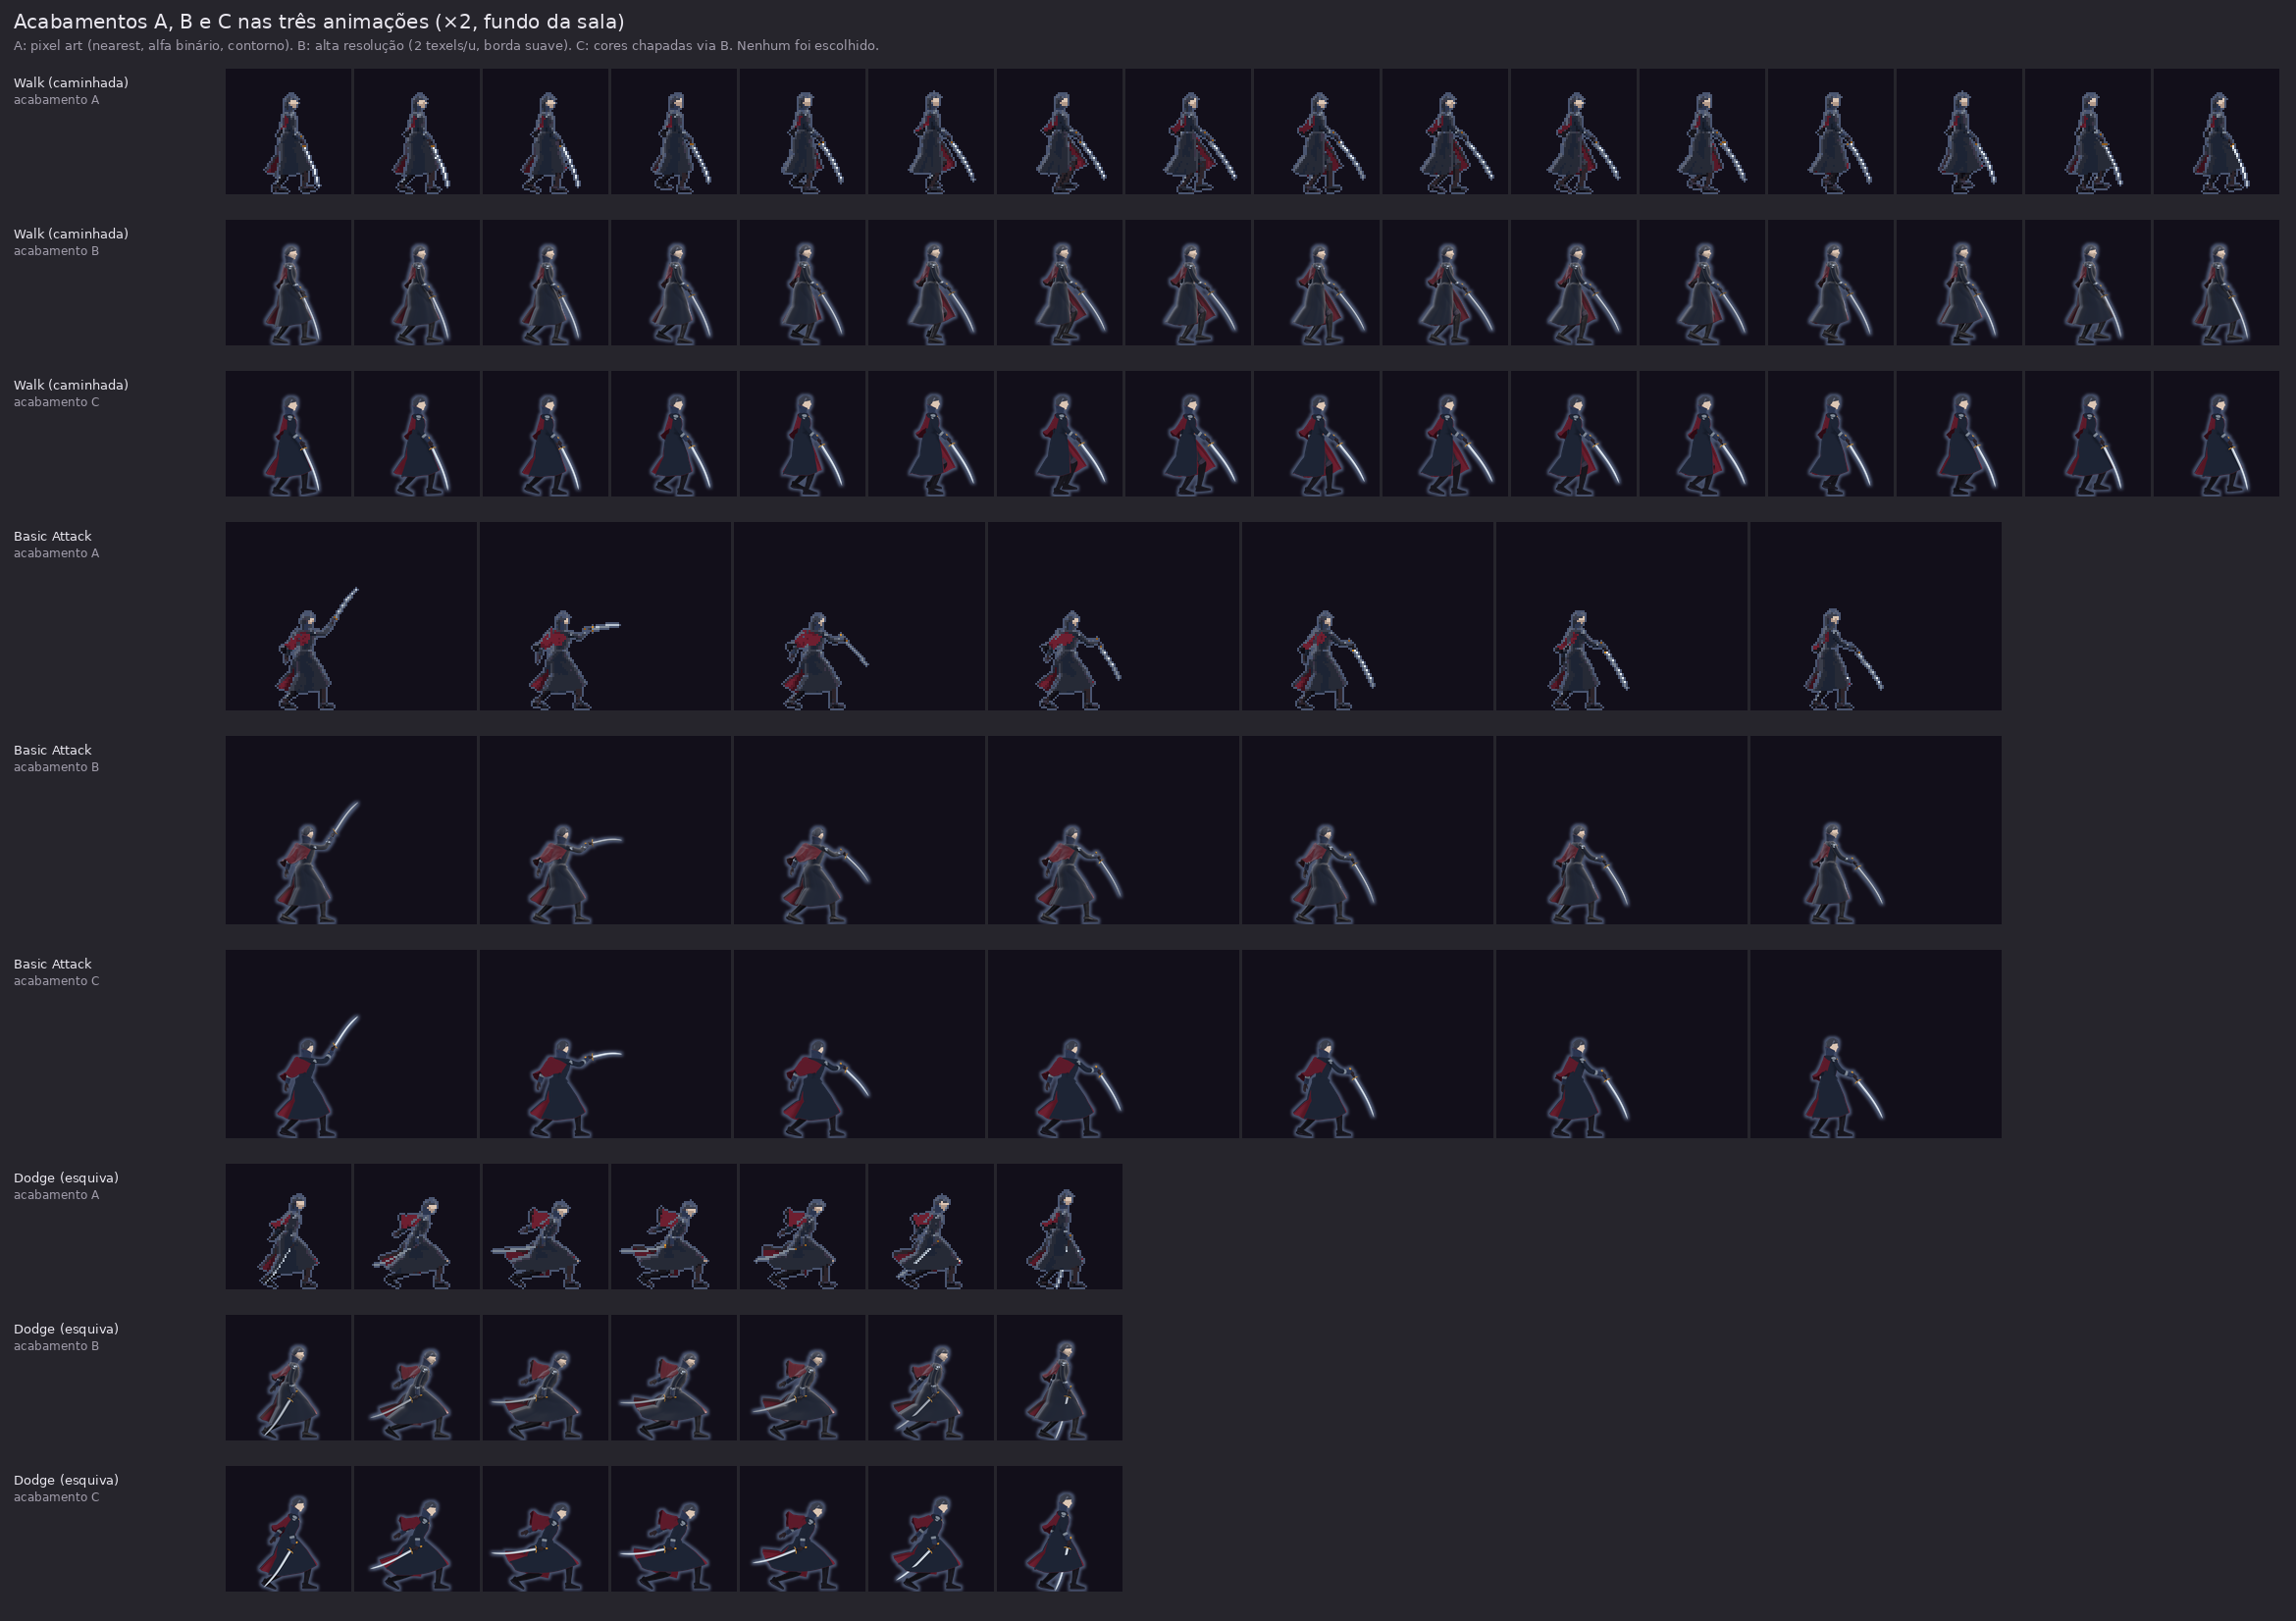 Acabamentos A, B e C nas três animações (×2, fundo da sala)
A: pixel art (nearest, alfa binário, contorno). B: alta resolução (2 texels/u, borda suave). C: cores chapadas via B. Nenhum foi escolhido.
Walk (caminhada)
acabamento A
Walk (caminhada)
acabamento B
Walk (caminhada)
acabamento C
Basic Attack
acabamento A
Basic Attack
acabamento B
Basic Attack
acabamento C
Dodge (esquiva)
acabamento A
Dodge (esquiva)
acabamento B
Dodge (esquiva)
acabamento C